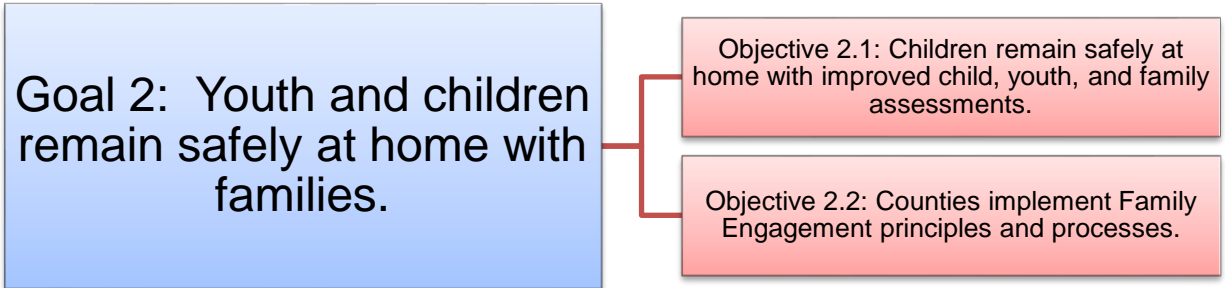 Goal 2:  Youth and children
remain safely at home with
families.
Objective 2.1: Children remain safely at
home with improved child, youth, and family
assessments.
Objective 2.2: Counties implement Family
Engagement principles and processes.